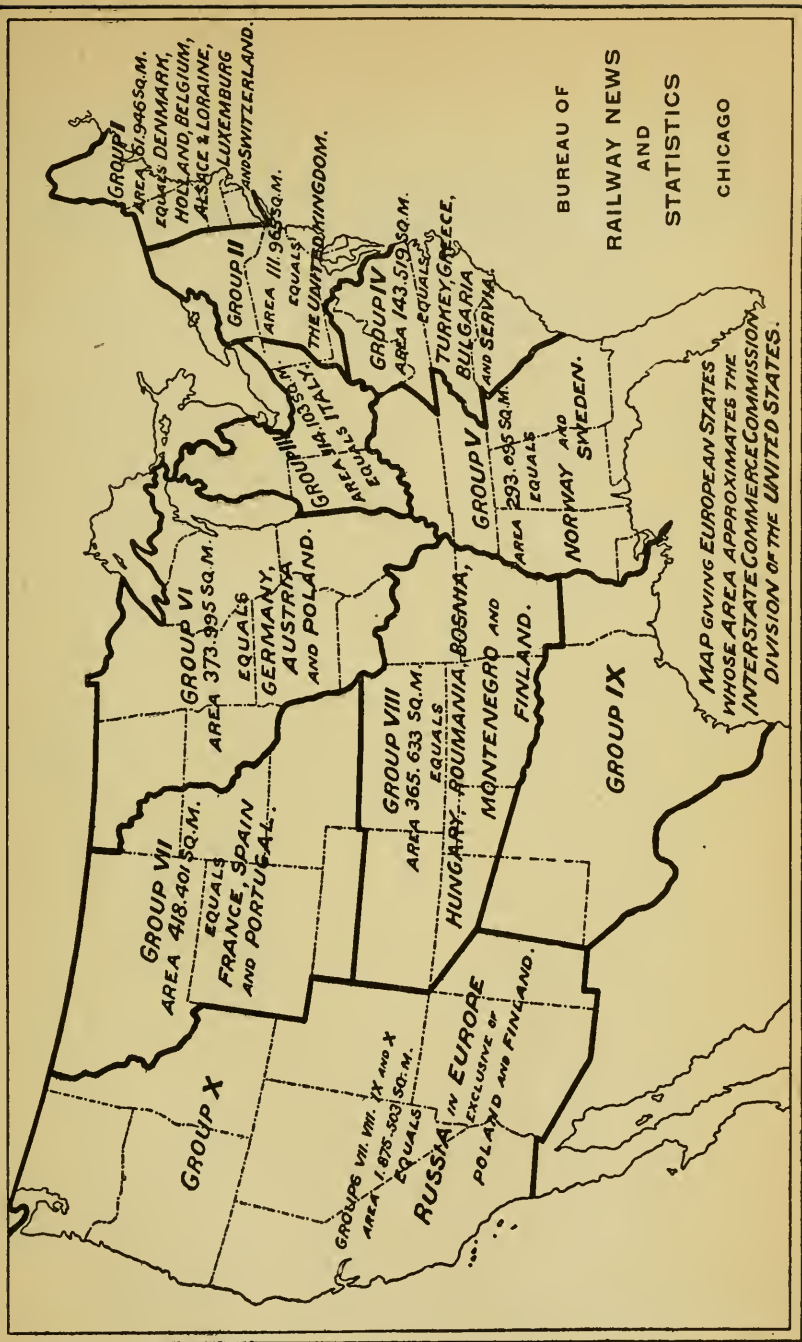 GROUP I
AREA 61.946 SQ.M.
EQUALS DENMARK,
HOLLAND, BELGIUM,
ALSACE & LORAINE,
LUXEMBURG
AND SWITZERLAND.
GROUP II
AREA 111.965 SQ.M.
EQUALS
THE UNITED KINGDOM.
GROUP III
AREA 114.103 SQ.M.
EQUALS ITALY.
GROUP IV
AREA 143.519 SQ.M.
EQUALS
TURKEY, GREECE,
BULGARIA
AND SERVIA.
GROUP V
AREA 293.095 SQ.M.
EQUALS
NORWAY AND
SWEDEN.
GROUP VI
AREA 373.995 SQ.M.
EQUALS
GERMANY,
AUSTRIA
AND POLAND.
GROUP VII
AREA 418.401 SQ.M.
EQUALS
FRANCE, SPAIN
AND PORTUGAL.
GROUP VIII
AREA 365.633 SQ.M.
EQUALS
HUNGARY, ROUMANIA, BOSNIA,
MONTENEGRO AND
FINLAND.
GROUP IX
GROUP X
GROUPS VII. VIII. IX AND X
AREA 1.875.503 SQ.M.
EQUALS
RUSSIA IN EUROPE
EXCLUSIVE OF
POLAND AND FINLAND.
MAP GIVING EUROPEAN STATES
WHOSE AREA APPROXIMATES THE
INTERSTATE COMMERCE COMMISSION
DIVISION OF THE UNITED STATES.
BUREAU OF
RAILWAY NEWS
AND
STATISTICS
CHICAGO